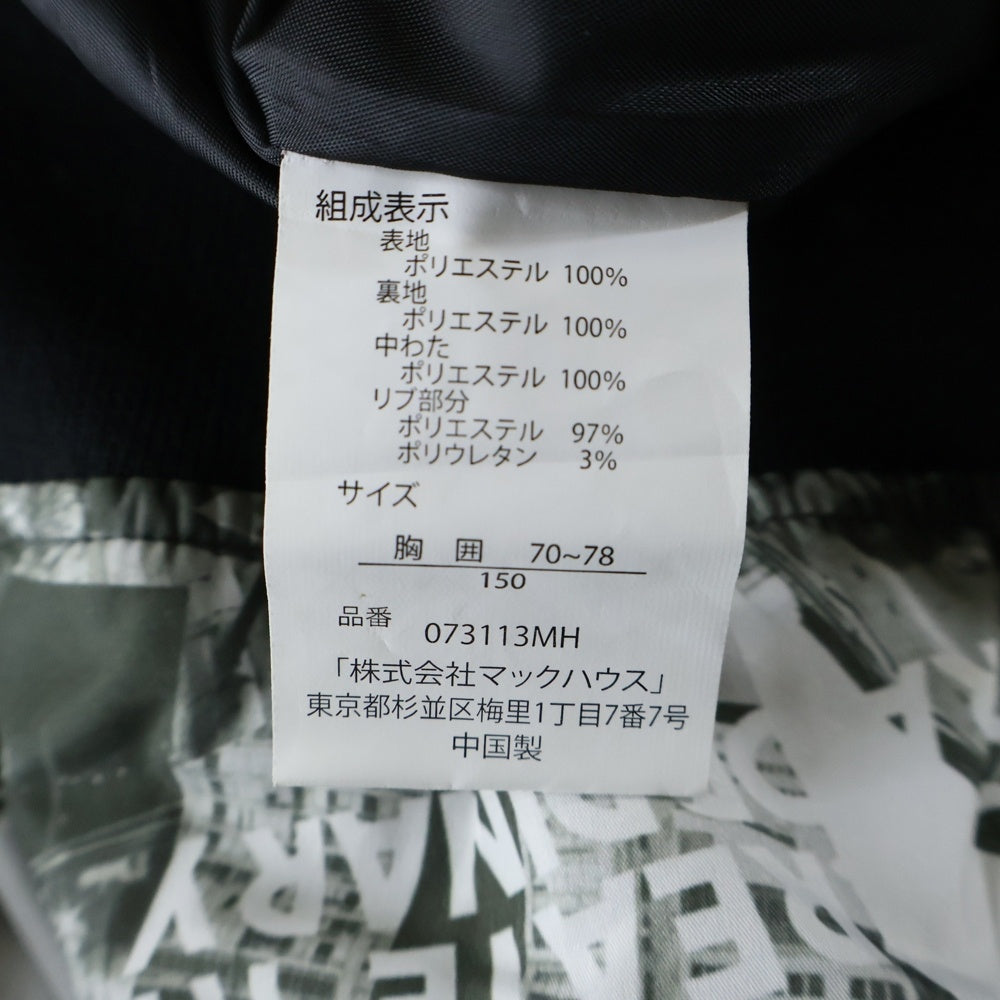 組成表示
表地
ポリエステル 100%
裏地
ポリエステル 100%
中わた
ポリエステル 100%
リブ部分
ポリエステル 97%
ポリウレタン 3%
サイズ
胸 囲 70~78
150
品番 073113MH
「株式会社マックハウス」
東京都杉並区梅里1丁目7番7号
中国製